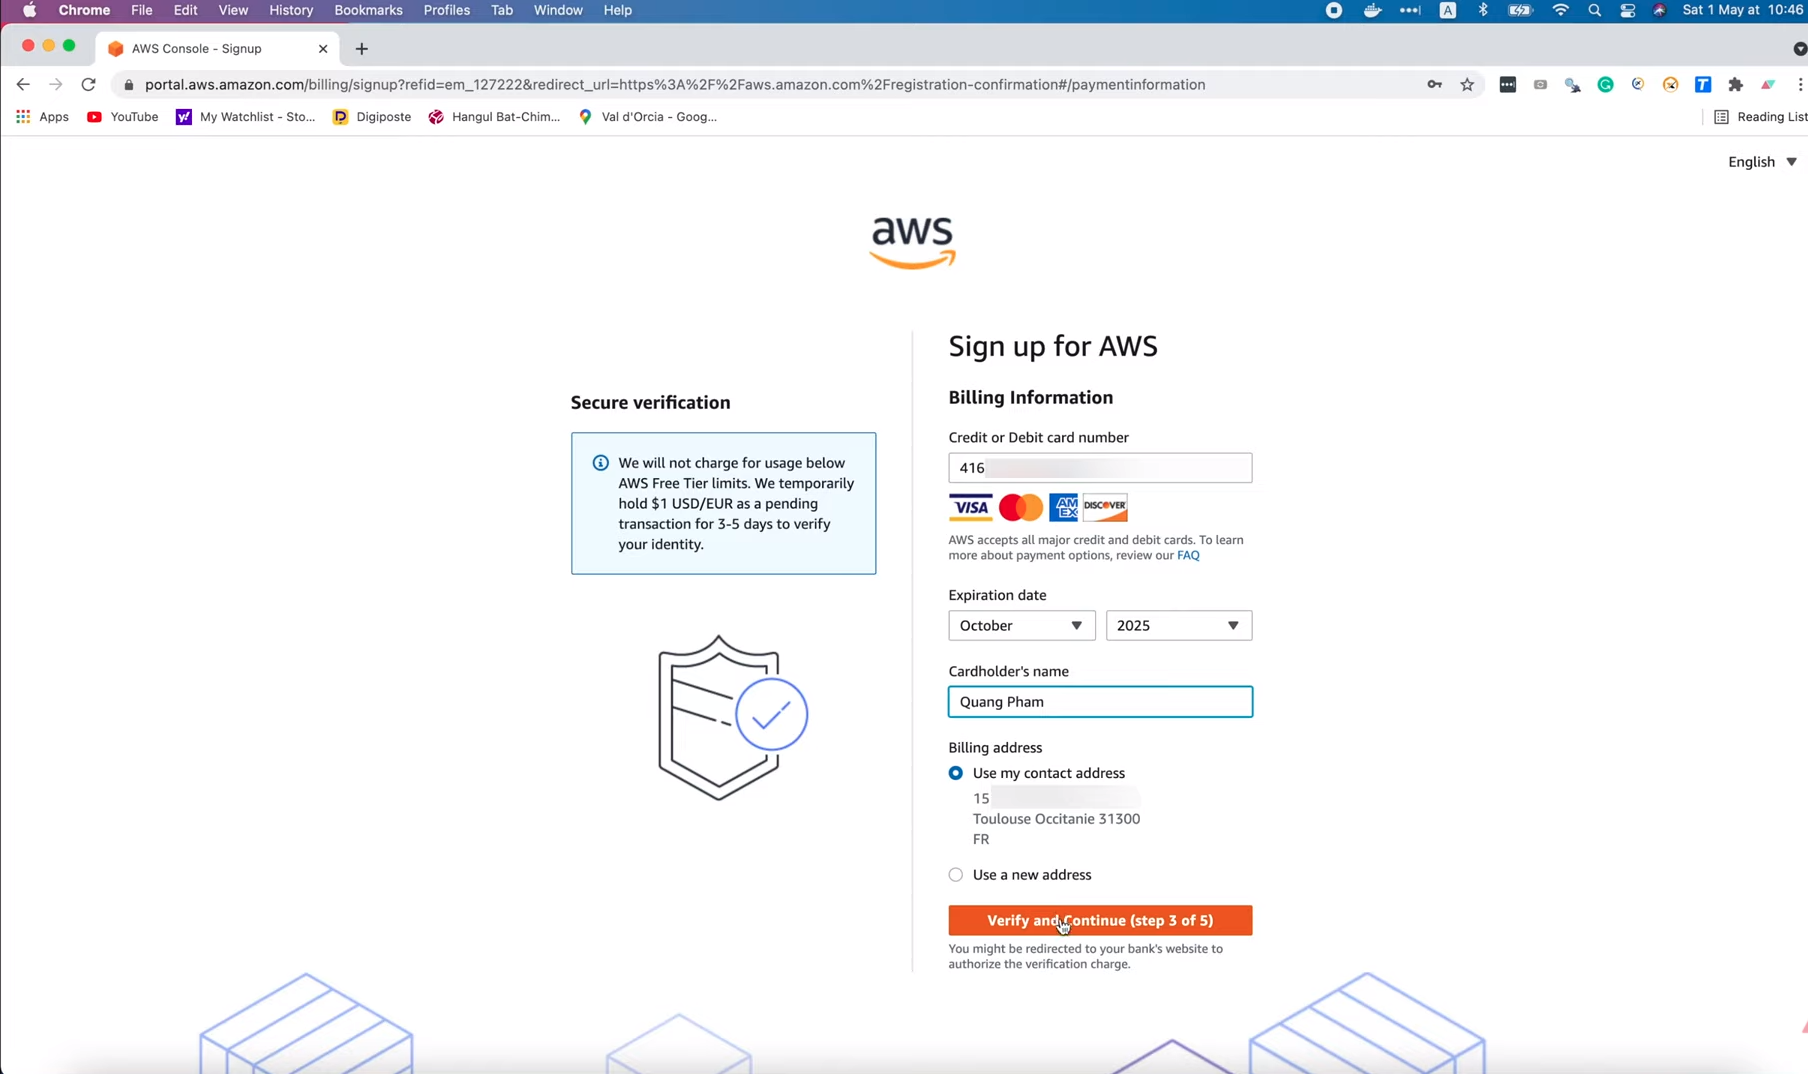 Chrome File Edit View History Bookmarks Profiles Tab Window Help A Sat 1 May at 10:46
AWS Console - Signup
portal.aws.amazon.com/billing/signup?refid=em_127222&redirect_url=https%3A%2F%2Faws.amazon.com%2Fregistration-confirmation#/paymentinformation
Apps YouTube My Watchlist - Sto... Digiposte Hangul Bat-Chim... Val d'Orcia - Goog... Reading List
English
aws
Sign up for AWS
Secure verification
We will not charge for usage below
AWS Free Tier limits. We temporarily
hold $1 USD/EUR as a pending
transaction for 3-5 days to verify
your identity.
Billing Information
Credit or Debit card number
416
VISA AMEX DISCOVER
AWS accepts all major credit and debit cards. To learn
more about payment options, review our FAQ
Expiration date
October 2025
Cardholder's name
Quang Pham
Billing address
Use my contact address
15
Toulouse Occitanie 31300
FR
Use a new address
Verify and Continue (step 3 of 5)
You might be redirected to your bank's website to
authorize the verification charge.